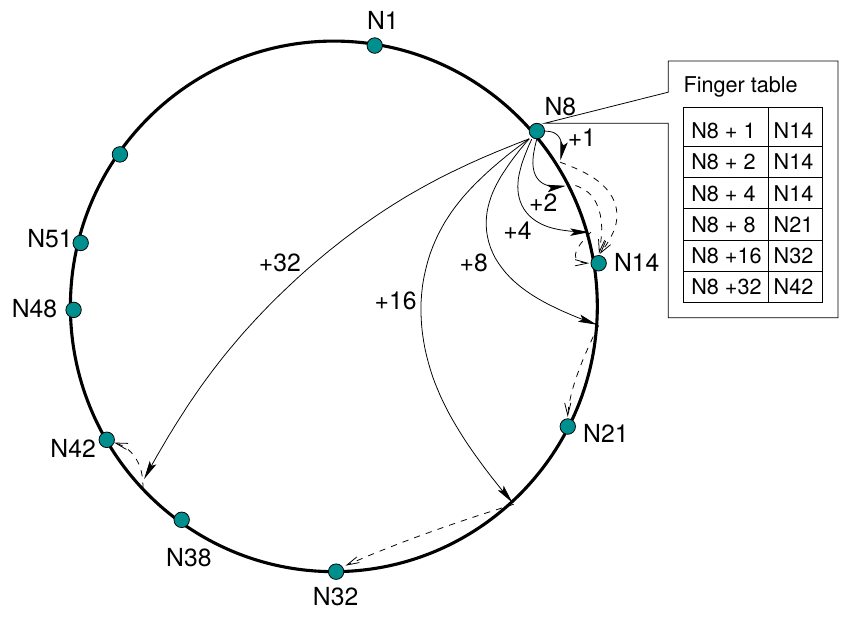 N1
N8
Finger table
N8 + 1 N14
N8 + 2 N14
N8 + 4 N14
N8 + 8 N21
N8 +16 N32
N8 +32 N42
+1
+2
+4
+8
+16
+32
N14
N51
N48
N42
N21
N38
N32